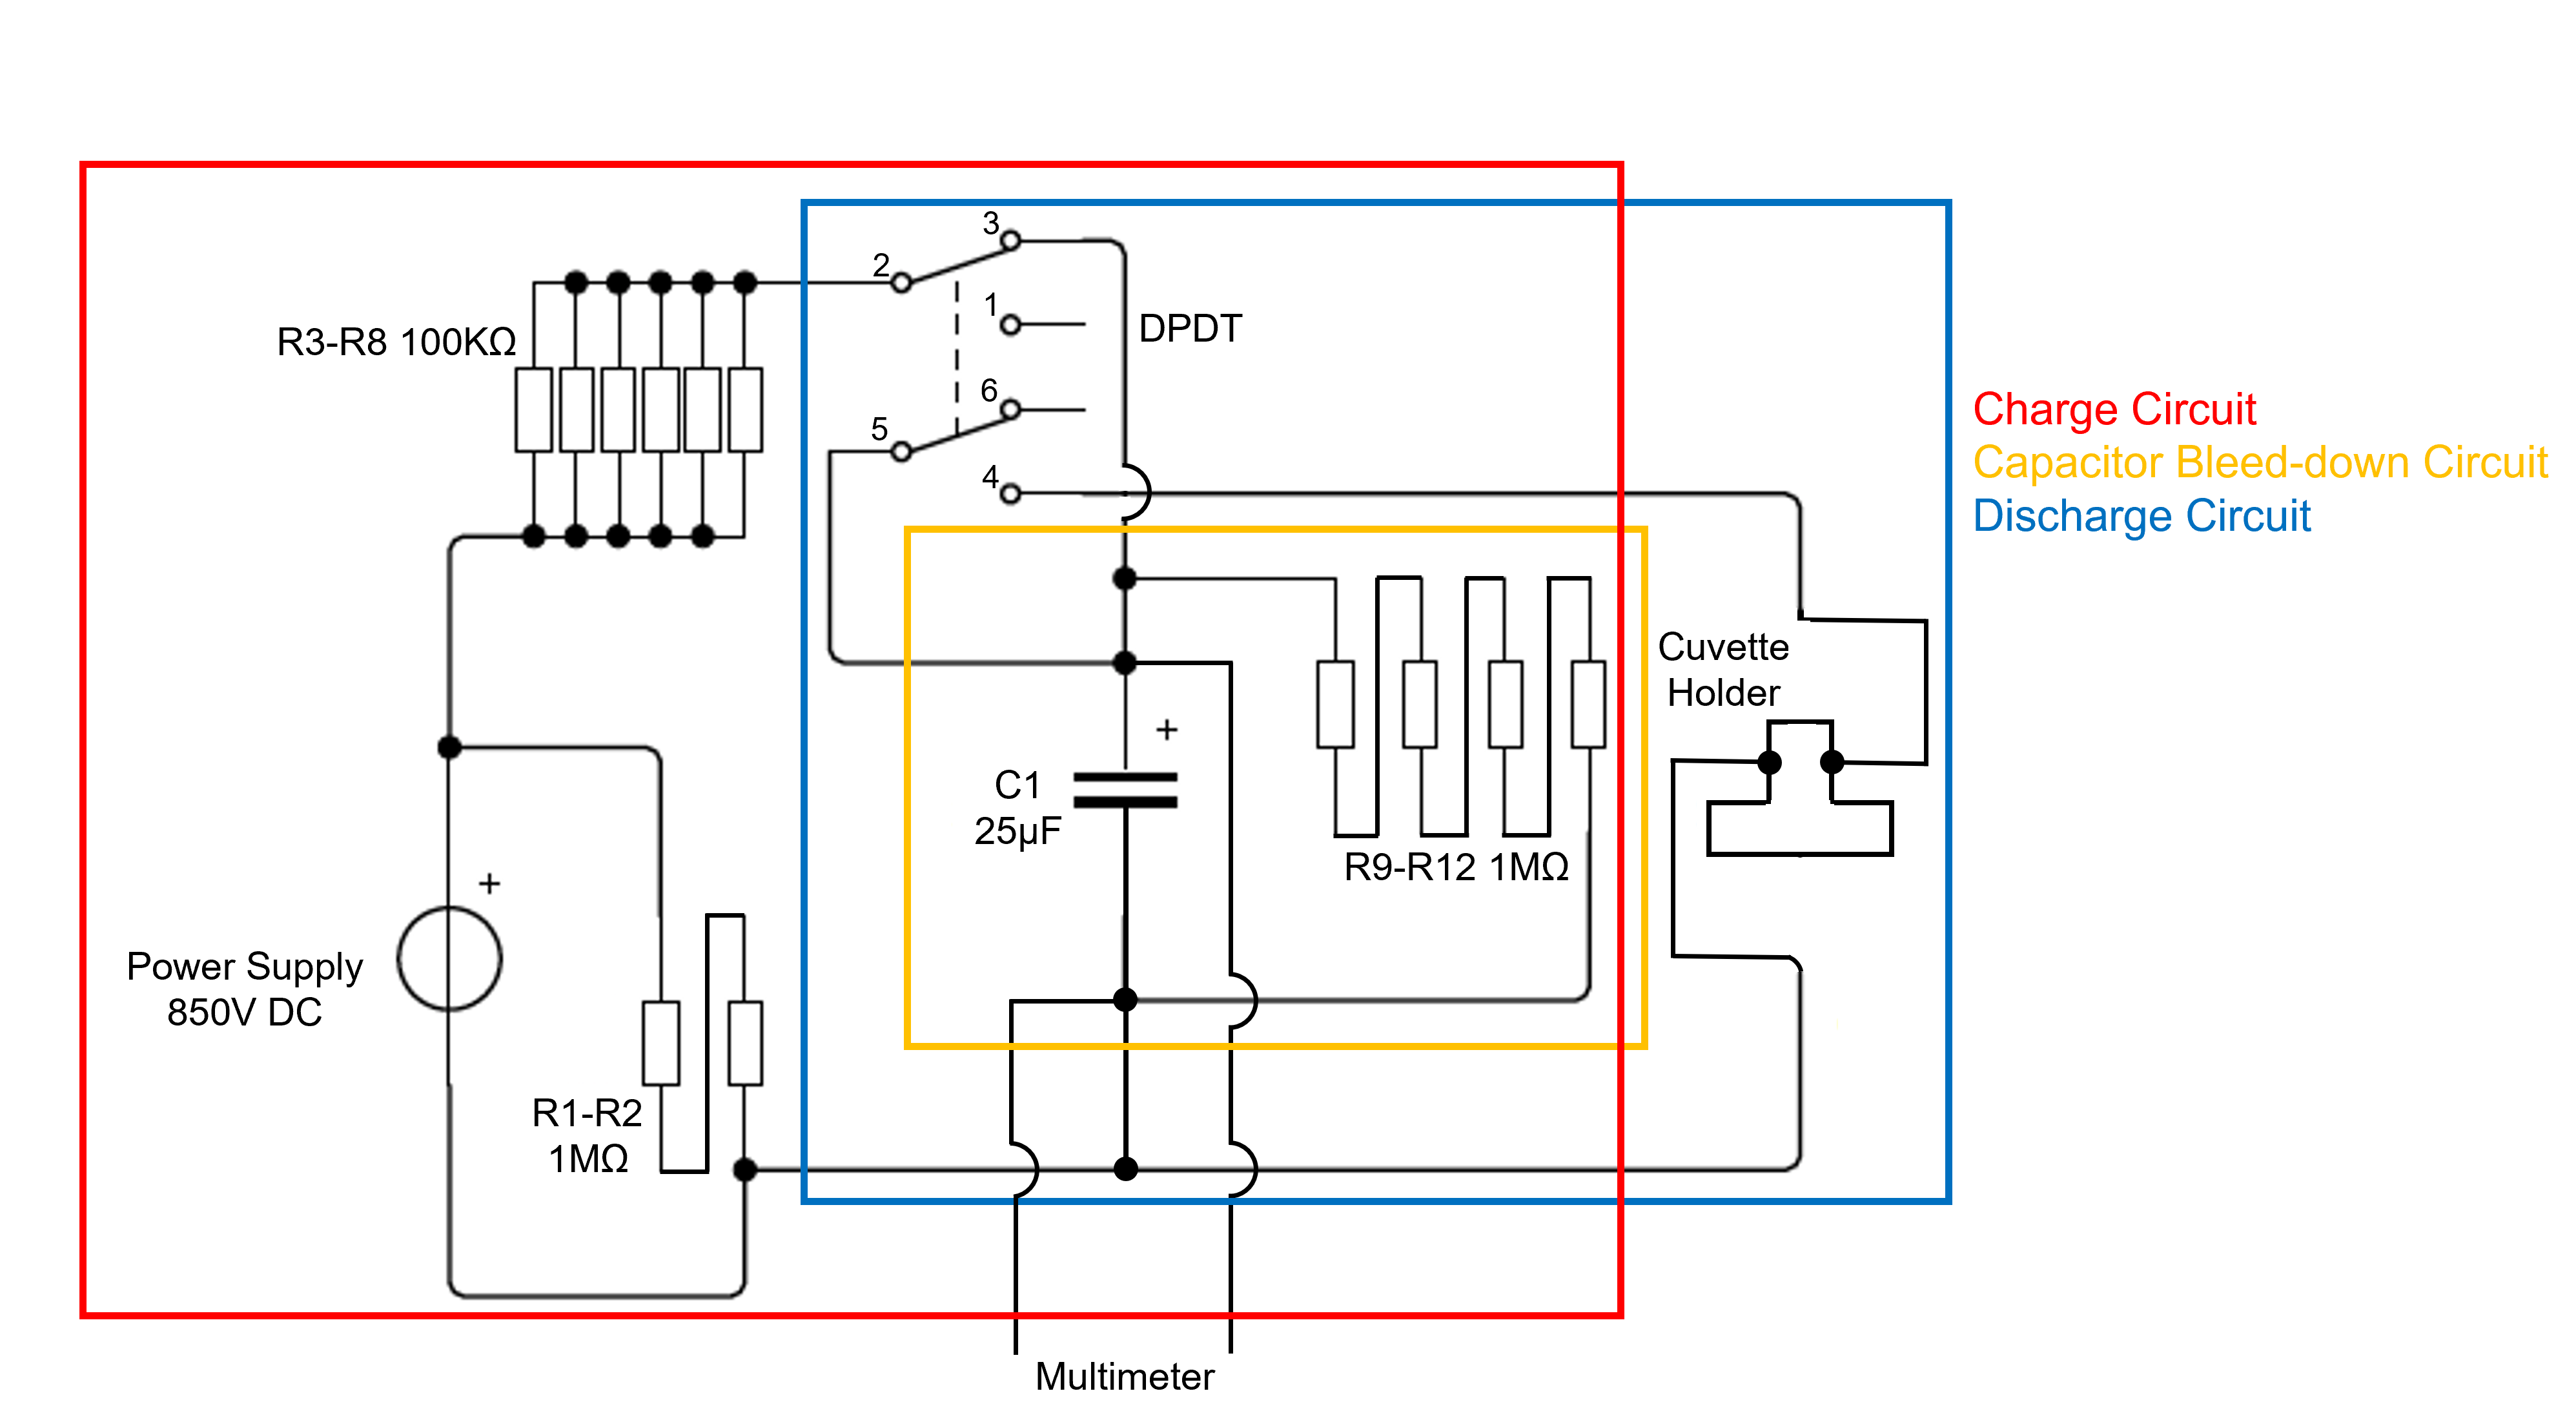 3
2
1
DPDT
R3-R8 100KΩ
6
5
4
Charge Circuit
Capacitor Bleed-down Circuit
Discharge Circuit
Cuvette
Holder
+
C1
25µF
R9-R12 1MΩ
+
Power Supply
850V DC
R1-R2
1MΩ
Multimeter